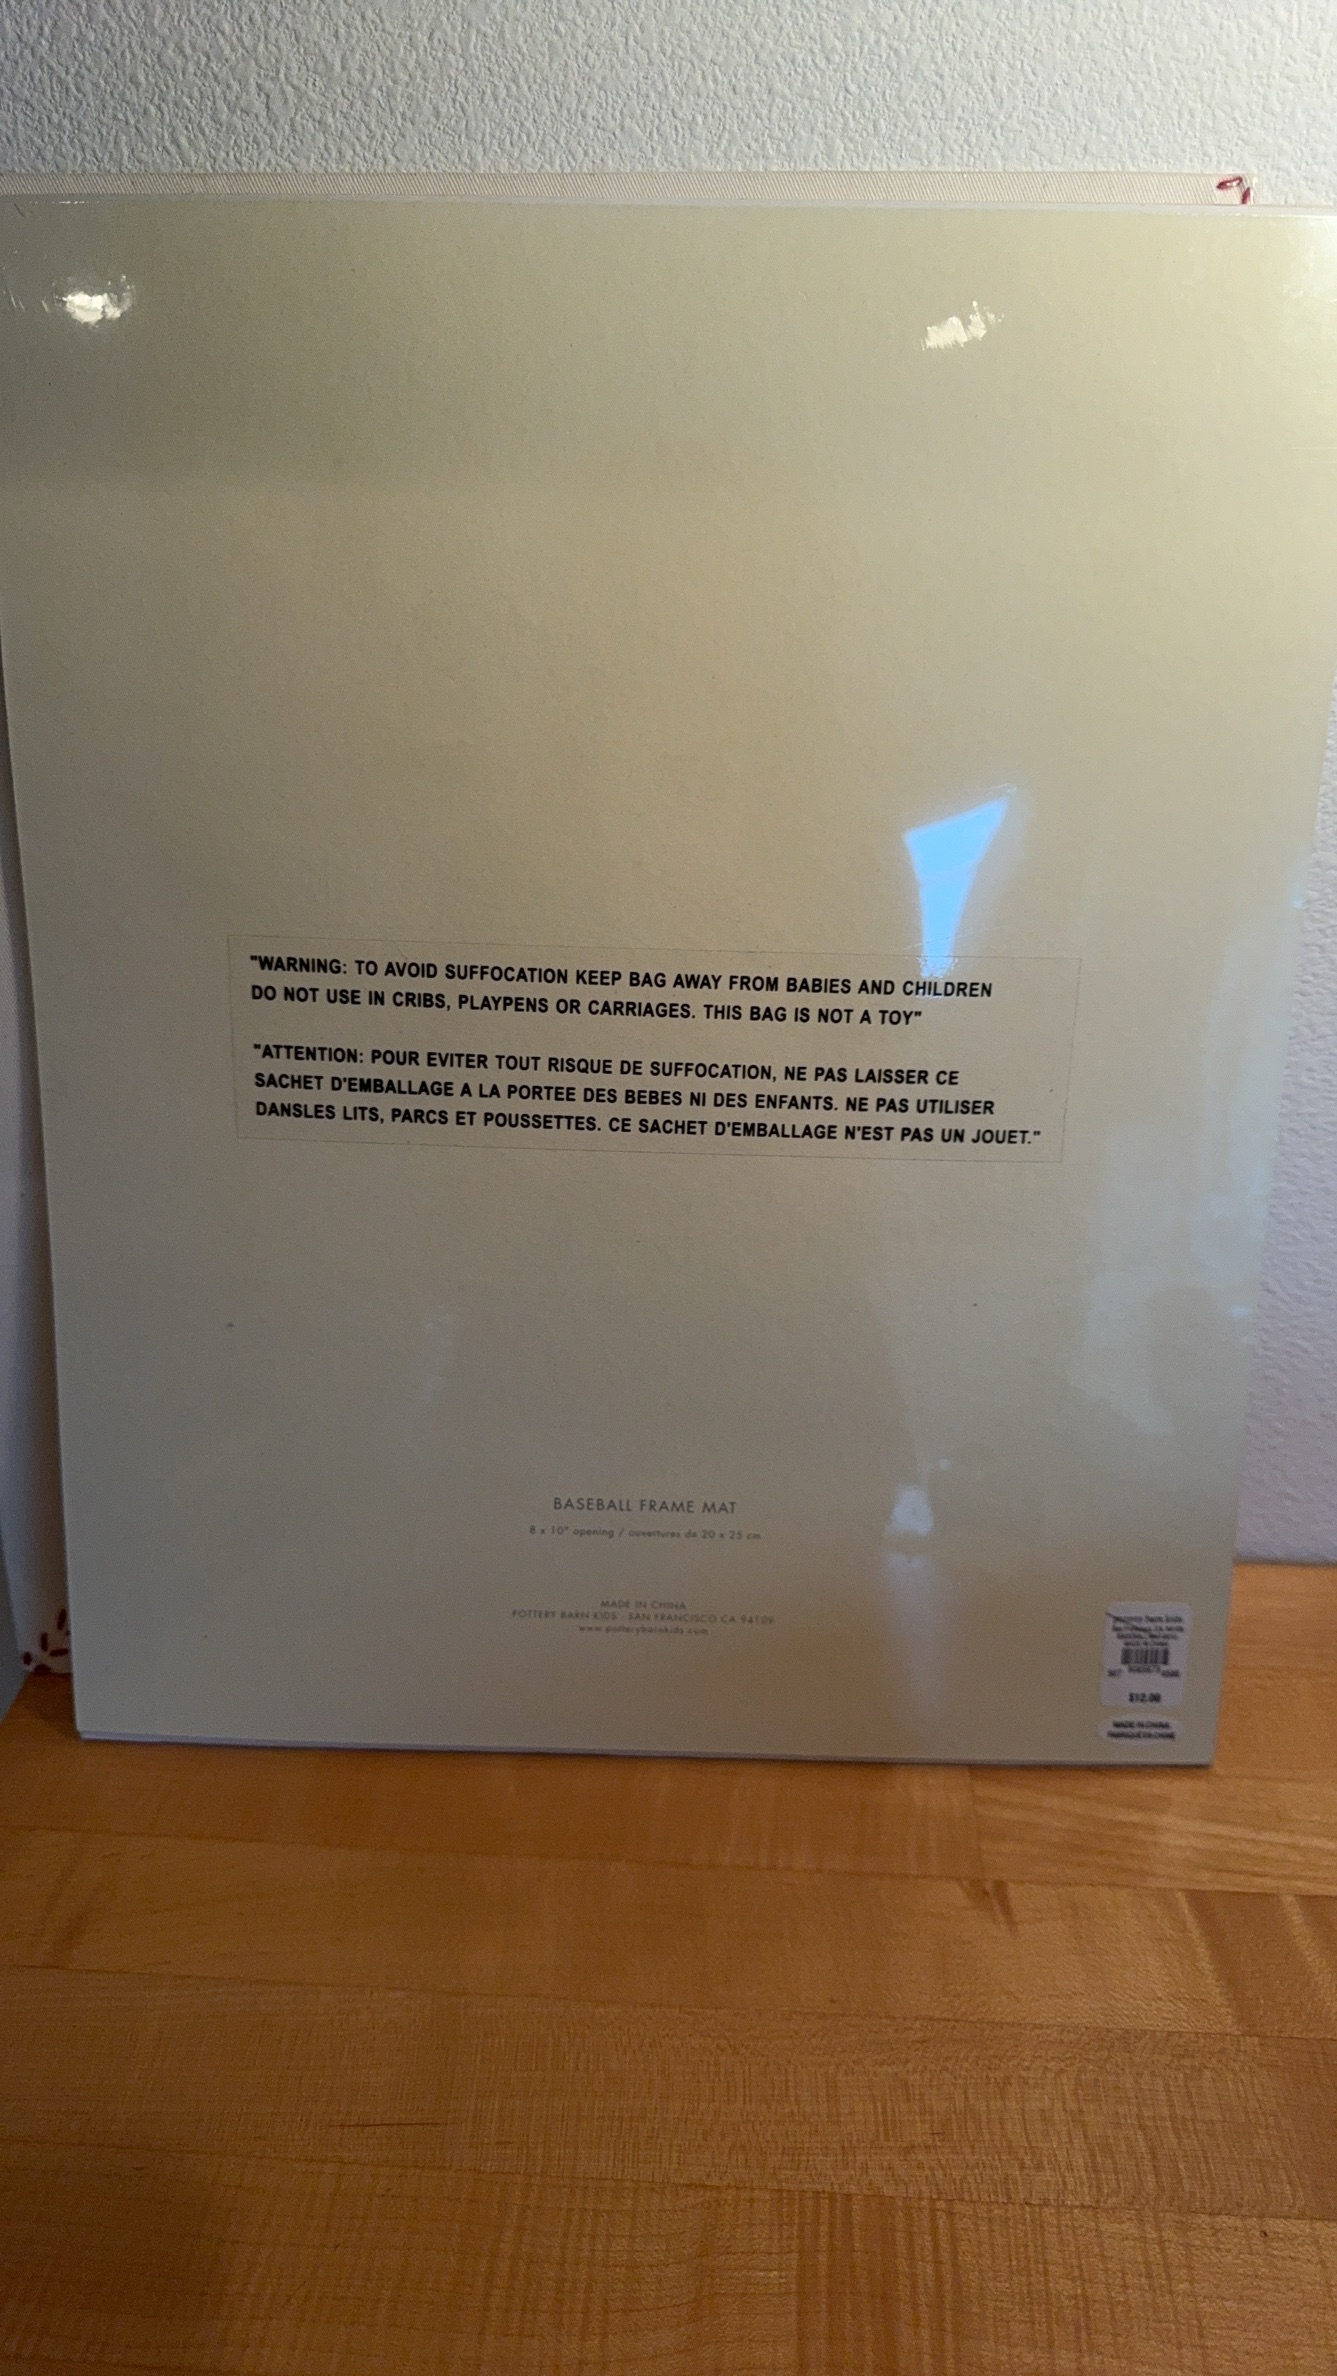 "WARNING: TO AVOID SUFFOCATION KEEP BAG AWAY FROM BABIES AND CHILDREN
DO NOT USE IN CRIBS, PLAYPENS OR CARRIAGES. THIS BAG IS NOT A TOY"
"ATTENTION: POUR EVITER TOUT RISQUE DE SUFFOCATION, NE PAS LAISSER CE
SACHET D'EMBALLAGE A LA PORTEE DES BEBES NI DES ENFANTS. NE PAS UTILISER
DANSLES LITS, PARCS ET POUSSETTES. CE SACHET D'EMBALLAGE N'EST PAS UN JOUET."
BASEBALL FRAME MAT
8 x 10" opening / ouvertures de 20 x 25 cm
MADE IN CHINA
POTTERY BARN KIDS - SAN FRANCISCO CA 94109
www.potterybarnkids.com
$12.00
MADE IN CHINA
FABRIQUÉ EN CHINE